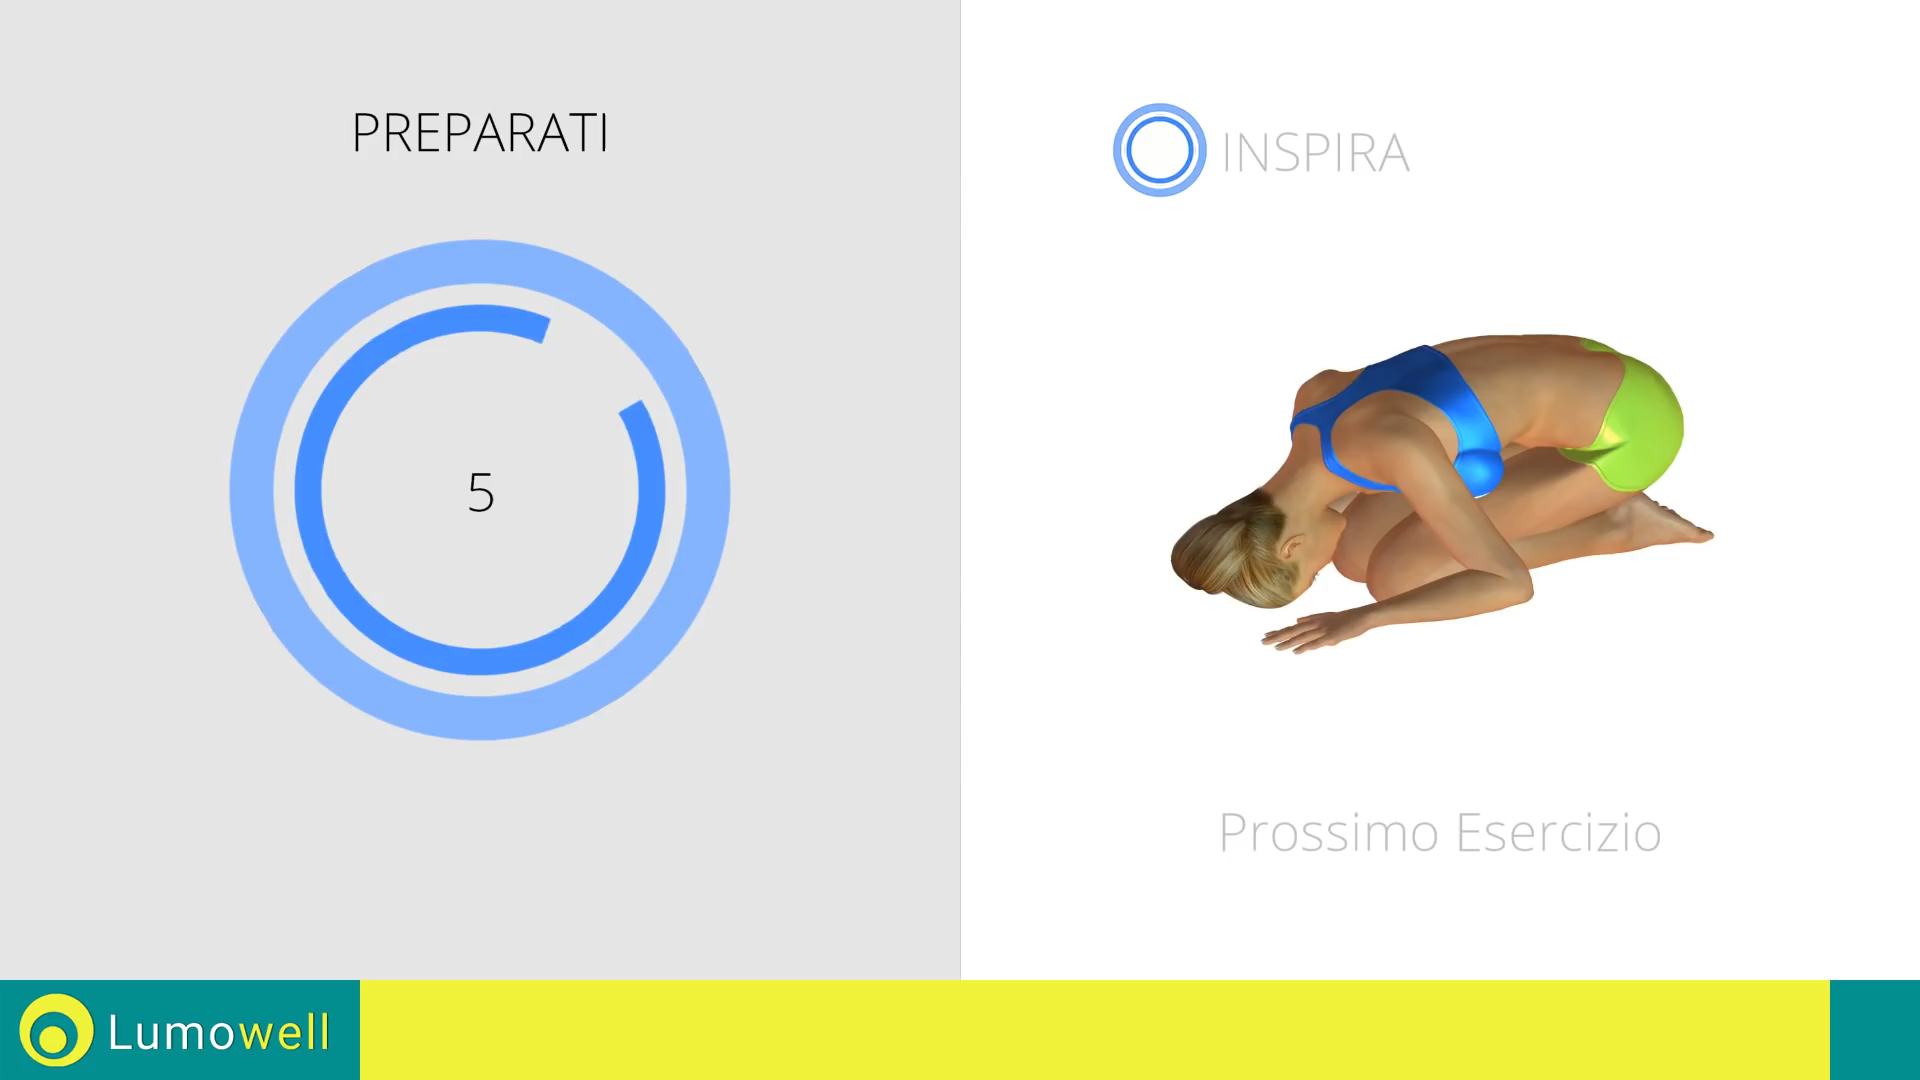 PREPARATI
5
INSPIRA
Prossimo Esercizio
Lumowell